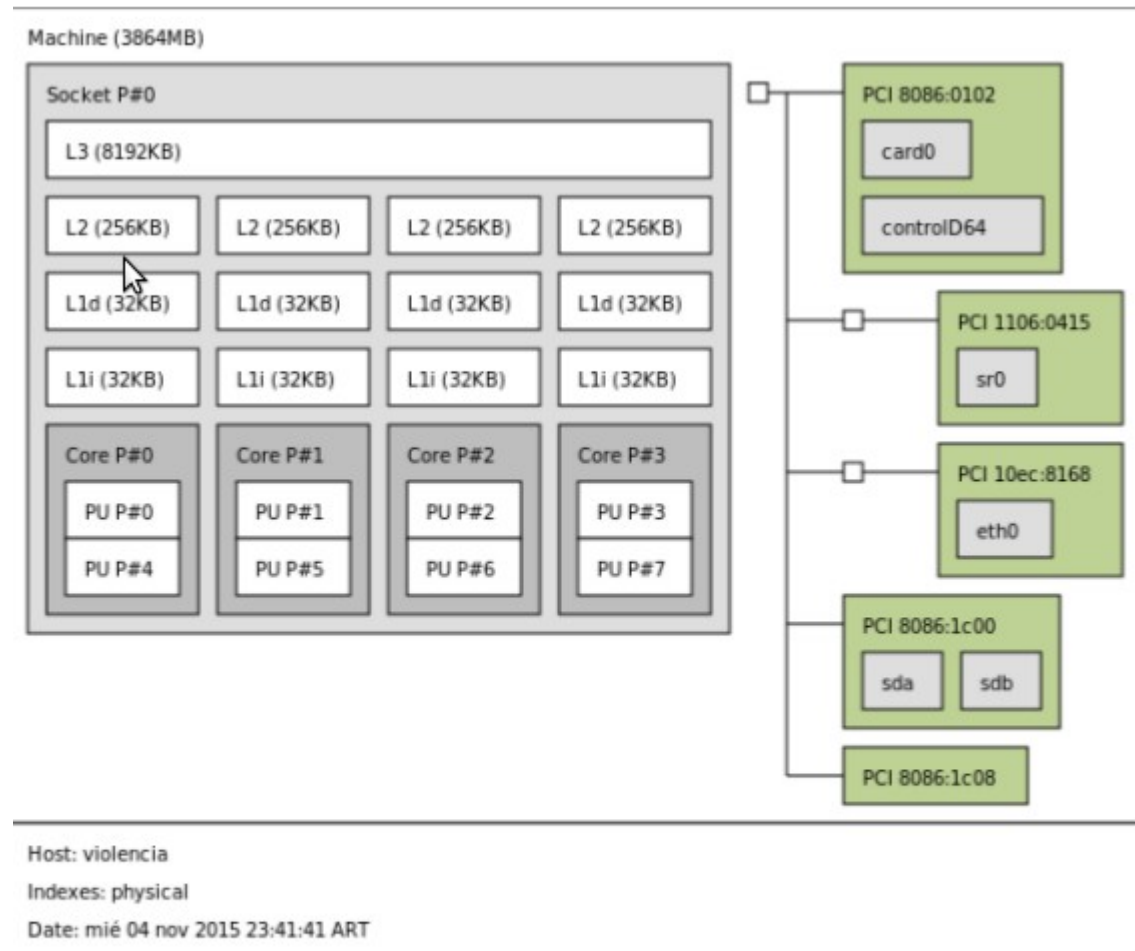 Machine (3864MB)
Socket P#0
L3 (8192KB)
L2 (256KB) L2 (256KB) L2 (256KB) L2 (256KB)
L1d (32KB) L1d (32KB) L1d (32KB) L1d (32KB)
L1i (32KB) L1i (32KB) L1i (32KB) L1i (32KB)
Core P#0 Core P#1 Core P#2 Core P#3
PU P#0 PU P#1 PU P#2 PU P#3
PU P#4 PU P#5 PU P#6 PU P#7
PCI 8086:0102
card0
controlD64
PCI 1106:0415
sr0
PCI 10ec:8168
eth0
PCI 8086:1c00
sda sdb
PCI 8086:1c08
Host: violencia
Indexes: physical
Date: mié 04 nov 2015 23:41:41 ART